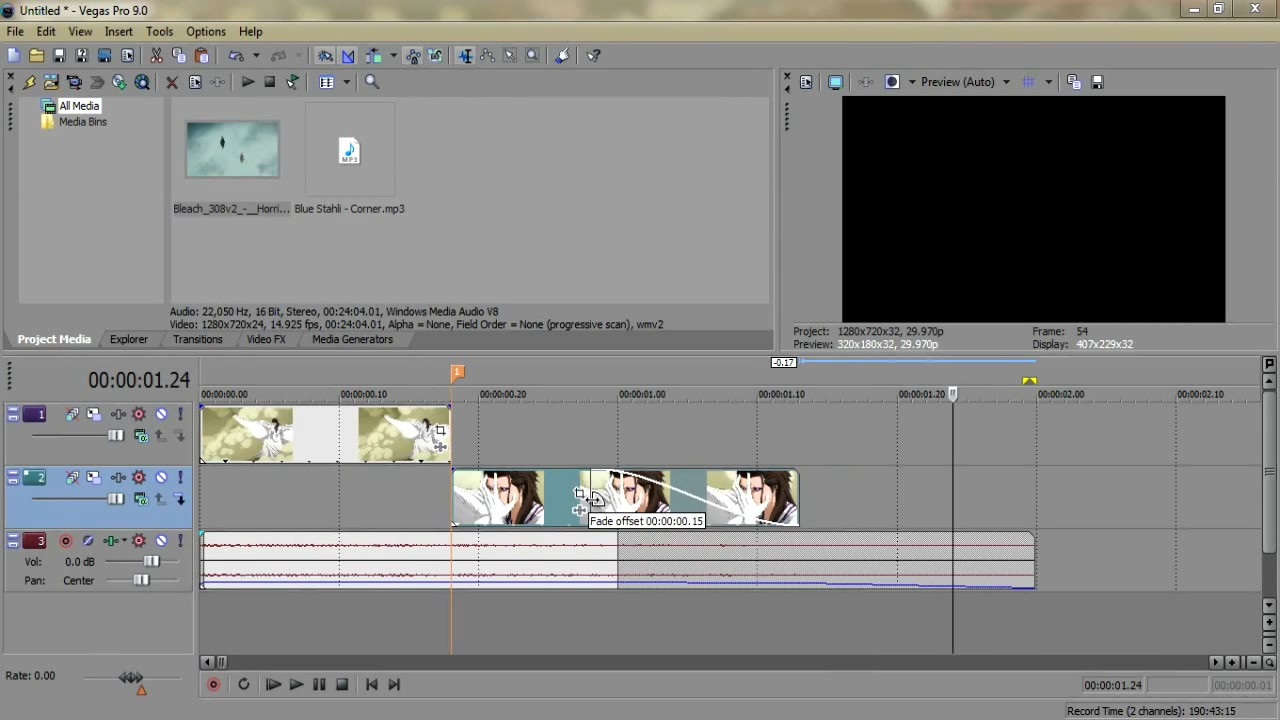 Untitled * - Vegas Pro 9.0
File Edit View Insert Tools Options Help
All Media
Media Bins
MP3
Bleach_308v2_-__Horri...
Blue Stahli - Corner.mp3
Audio: 22,050 Hz, 16 Bit, Stereo, 00:24:04.01, Windows Media Audio V8
Video: 1280x720x24, 14.925 fps, 00:24:04.01, Alpha = None, Field Order = None (progressive scan), wmv2
Project Media Explorer Transitions Video FX Media Generators
Preview (Auto)
Project: 1280x720x32, 29.970p
Frame: 54
Preview: 320x180x32, 29.970p
Display: 407x229x32
-0.17
00:00:01.24
1
00:00:00.00 00:00:00.10 00:00:00.20 00:00:01.00 00:00:01.10 00:00:01.20 00:00:02.00 00:00:02.10
1
2
Fade offset 00:00:00.15
3
Vol: 0.0 dB
Pan: Center
Rate: 0.00
00:00:01.24
00:00:00.01
Record Time (2 channels): 190:43:15